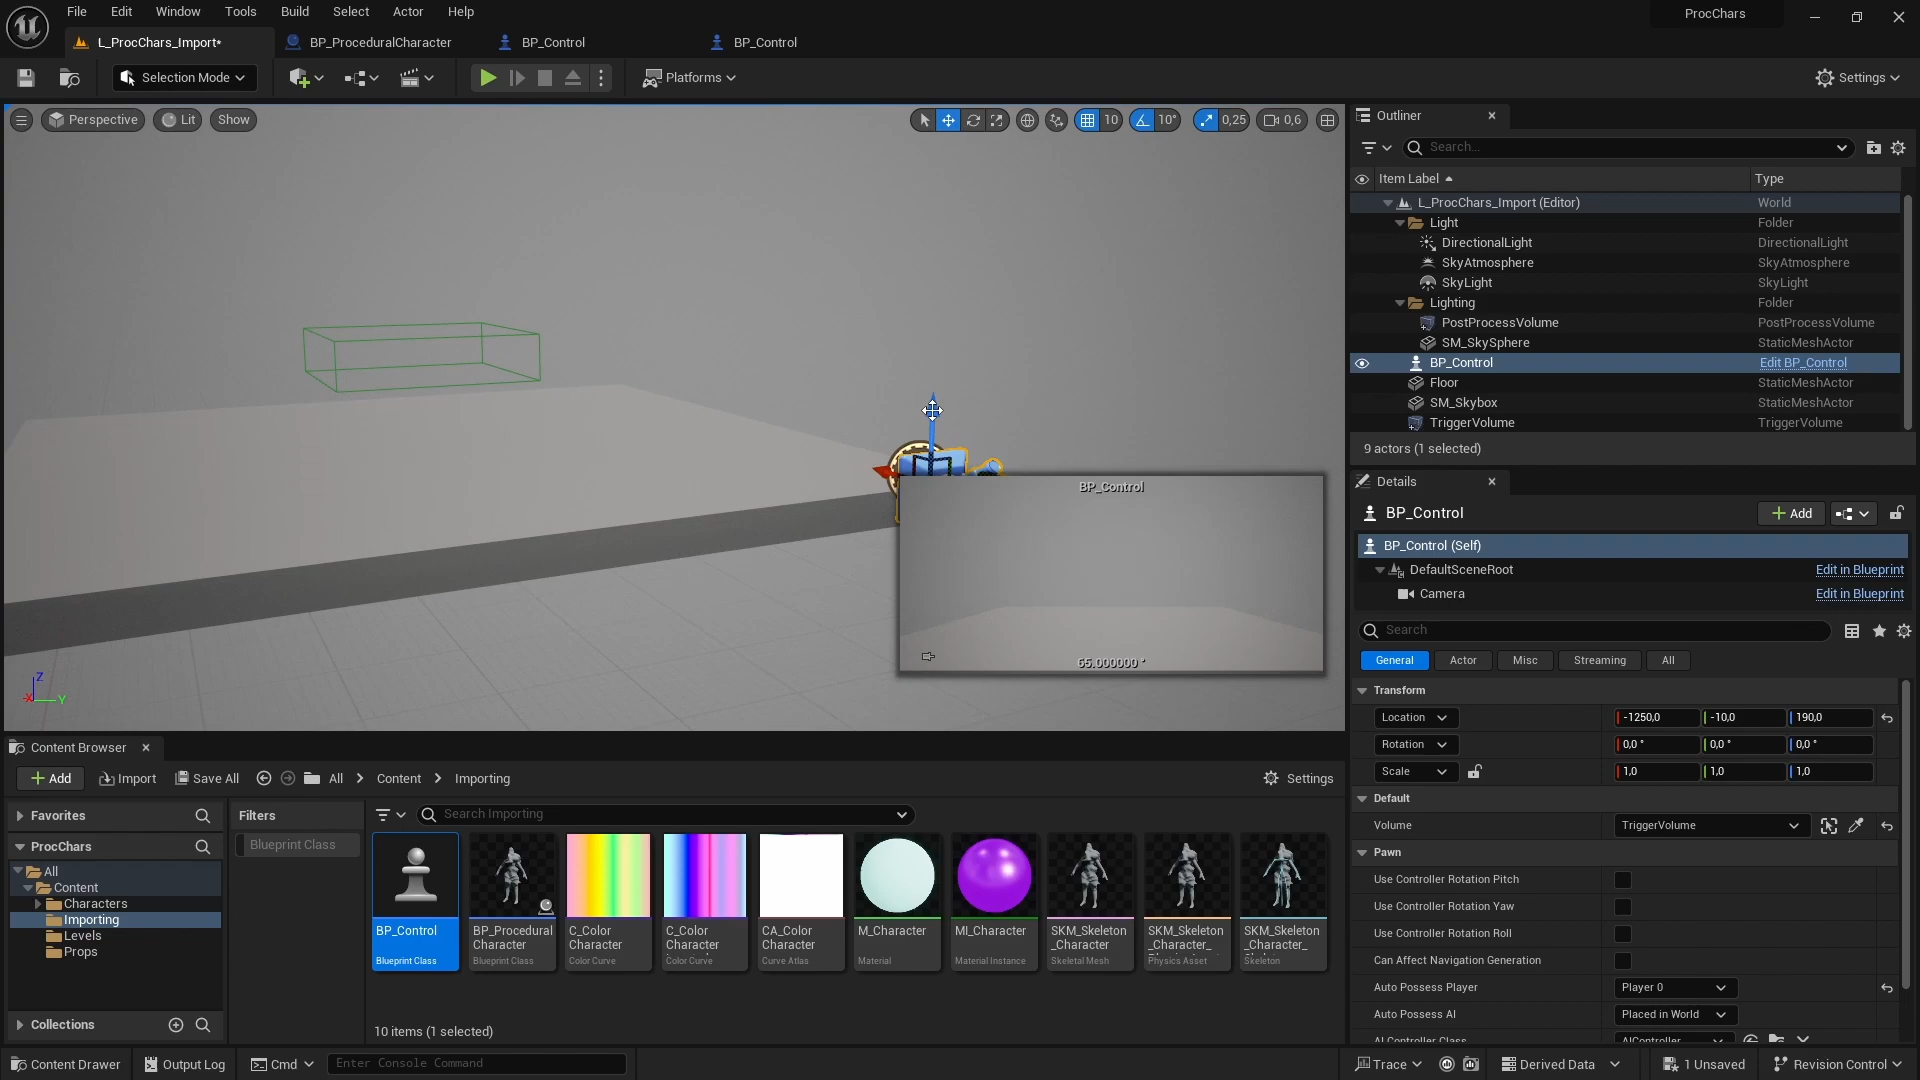 File Edit Window Tools Build Select Actor Help
ProcChars
L_ProcChars_Import*
BP_ProceduralCharacter
BP_Control
BP_Control
Selection Mode
Platforms
Settings
Perspective
Lit
Show
10
10°
0,25
0,6
BP_Control
65.000000 °
Z
X
Y
Outliner
Search...
Item Label
Type
L_ProcChars_Import (Editor) World
Light Folder
DirectionalLight DirectionalLight
SkyAtmosphere SkyAtmosphere
SkyLight SkyLight
Lighting Folder
PostProcessVolume PostProcessVolume
SM_SkySphere StaticMeshActor
BP_Control Edit BP_Control
Floor StaticMeshActor
SM_Skybox StaticMeshActor
TriggerVolume TriggerVolume
9 actors (1 selected)
Details
BP_Control
Add
BP_Control (Self)
DefaultSceneRoot Edit in Blueprint
Camera Edit in Blueprint
Search
General Actor Misc Streaming All
Transform
Location -1250,0 -10,0 190,0
Rotation 0,0 ° 0,0 ° 0,0 °
Scale 1,0 1,0 1,0
Default
Volume TriggerVolume
Pawn
Use Controller Rotation Pitch
Use Controller Rotation Yaw
Use Controller Rotation Roll
Can Affect Navigation Generation
Auto Possess Player Player 0
Auto Possess AI Placed in World
AI Controller Class AIController
Content Browser
Add Import Save All All Content Importing Settings
Favorites
ProcChars
All
Content
Characters
Importing
Levels
Props
Collections
Filters
Blueprint Class
Search Importing
BP_Control
Blueprint Class
BP_Procedural
Character
Blueprint Class
C_Color
Character
Color Curve
C_Color
Character
Color Curve
CA_Color
Character
Curve Atlas
M_Character
Material
MI_Character
Material Instance
SKM_Skeleton
_Character
Skeletal Mesh
SKM_Skeleton
_Character_
Physics Asset
SKM_Skeleton
_Character_
Skeleton
10 items (1 selected)
Content Drawer Output Log Cmd Enter Console Command Trace Derived Data 1 Unsaved Revision Control